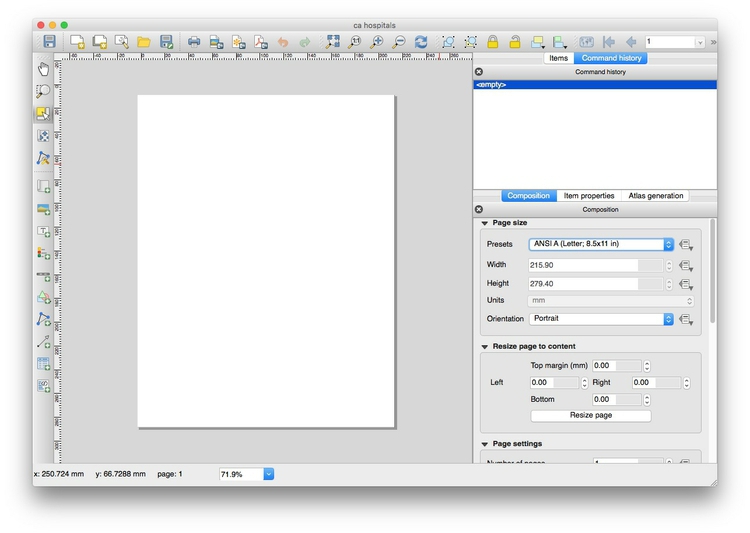 ca hospitals
1:1
1
Items
Command history
Command history
<empty>
Composition
Item properties
Atlas generation
Composition
Page size
Presets
ANSI A (Letter; 8.5x11 in)
Width
215.90
Height
279.40
Units
mm
Orientation
Portrait
Resize page to content
Top margin (mm)
0.00
Left
0.00
Right
0.00
Bottom
0.00
Resize page
Page settings
Number of pages
1
x: 250.724 mm
y: 66.7288 mm
page: 1
71.9%